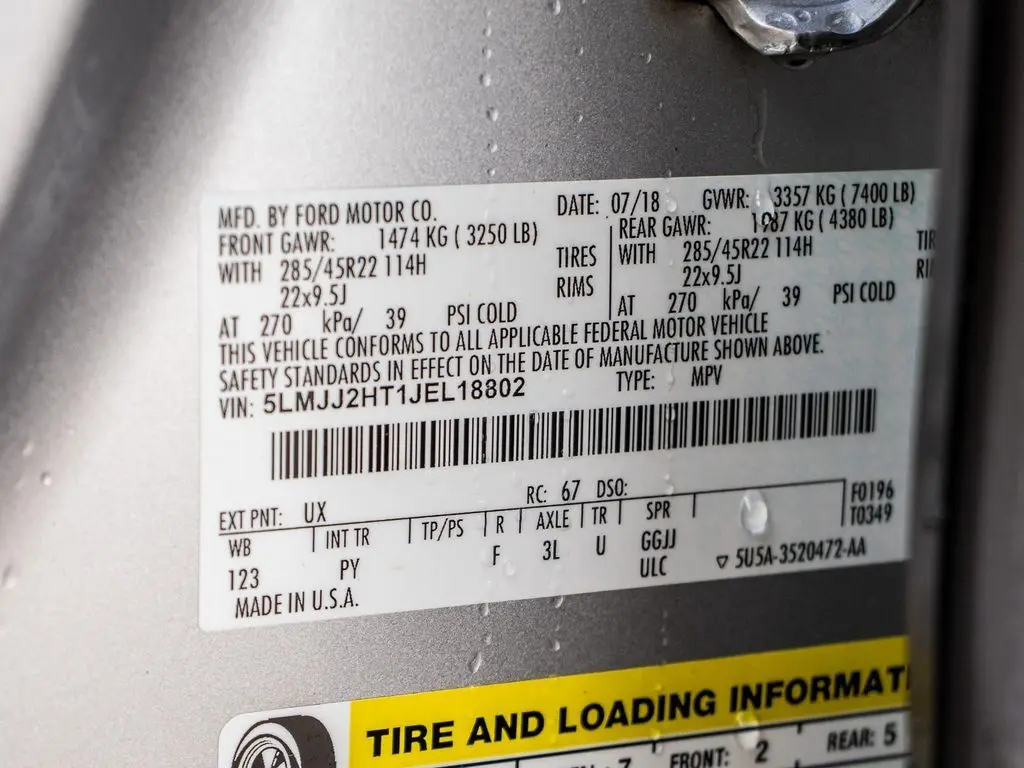 MFD. BY FORD MOTOR CO. DATE: 07/18 GVWR: 3357 KG ( 7400 LB)
FRONT GAWR: 1474 KG ( 3250 LB) REAR GAWR: 1987 KG ( 4380 LB)
WITH 285/45R22 114H TIRES WITH 285/45R22 114H
22x9.5J RIMS 22x9.5J
AT 270 kPa/ 39 PSI COLD AT 270 kPa/ 39 PSI COLD
THIS VEHICLE CONFORMS TO ALL APPLICABLE FEDERAL MOTOR VEHICLE
SAFETY STANDARDS IN EFFECT ON THE DATE OF MANUFACTURE SHOWN ABOVE.
VIN: 5LMJJ2HT1JEL18802 TYPE: MPV
EXT PNT: UX RC: 67 DSO: F0196
WB INT TR TP/PS R AXLE TR SPR T0349
123 PY F 3L U GGJJ
ULC ▽ 5U5A-3520472-AA
MADE IN U.S.A.
TIRE AND LOADING INFORMATI
FRONT: 2 REAR: 5